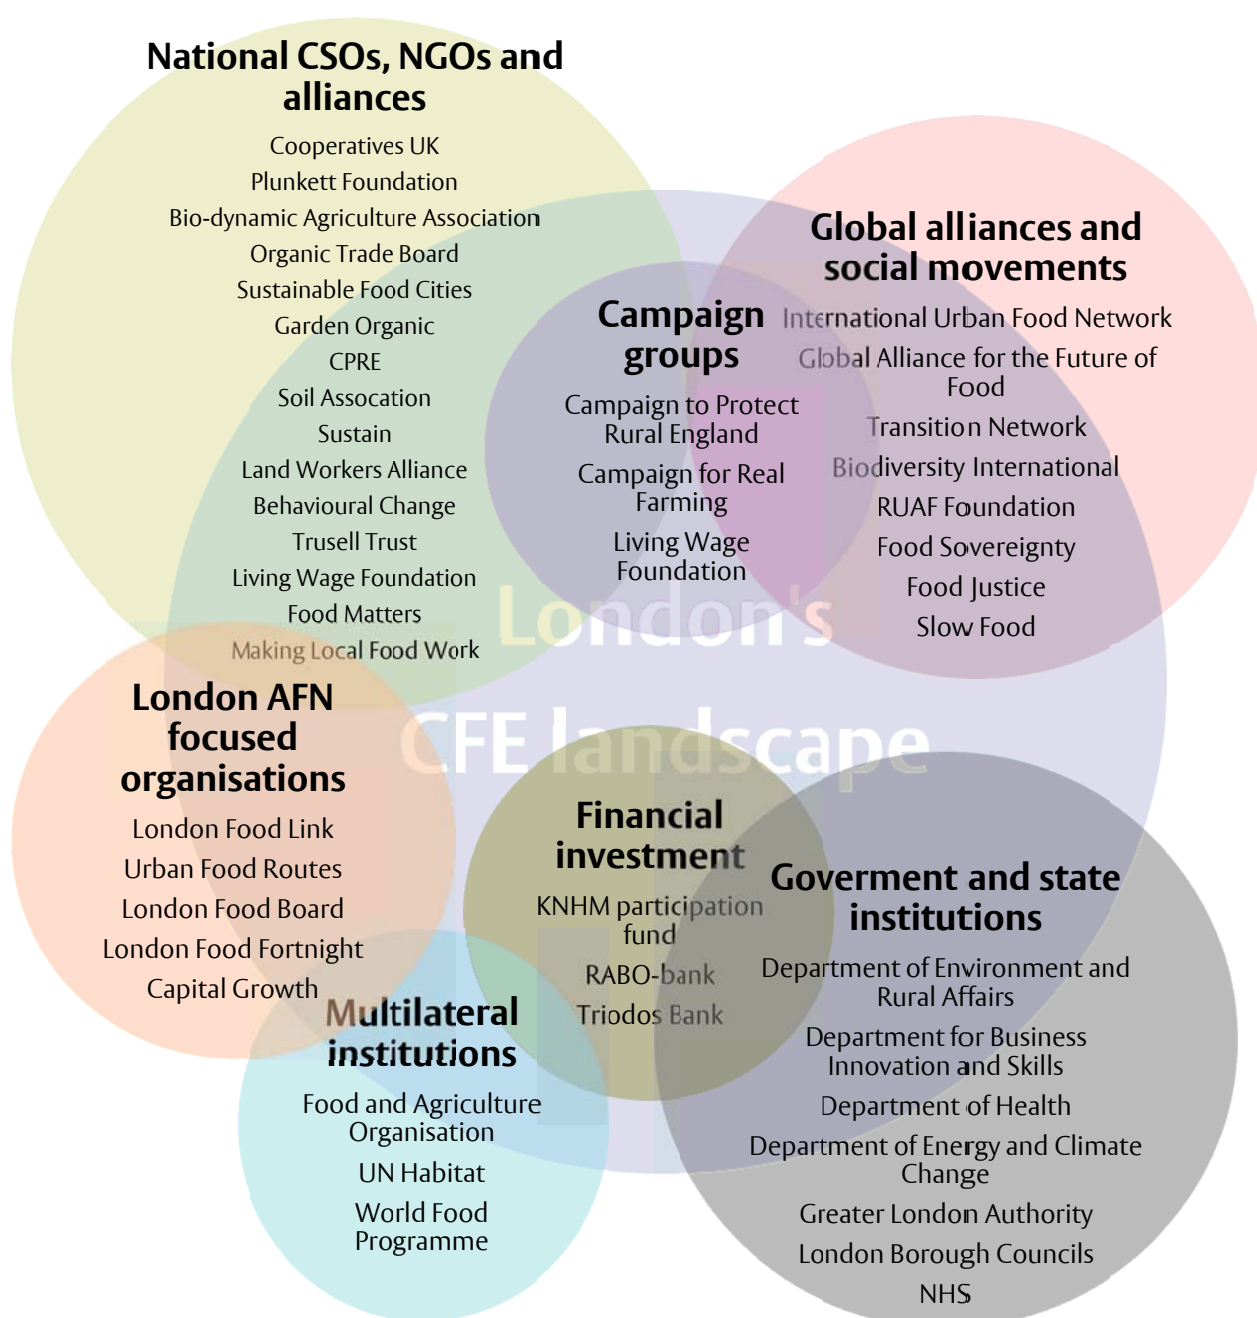 National CSOs, NGOs and
alliances
Cooperatives UK
Plunkett Foundation
Bio-dynamic Agriculture Association
Organic Trade Board
Sustainable Food Cities
Garden Organic
CPRE
Soil Assocation
Sustain
Land Workers Alliance
Behavioural Change
Trusell Trust
Living Wage Foundation
Food Matters
Making Local Food Work
Campaign
groups
Campaign to Protect
Rural England
Campaign for Real
Farming
Living Wage
Foundation
Global alliances and
social movements
International Urban Food Network
Global Alliance for the Future of
Food
Transition Network
Biodiversity International
RUAF Foundation
Food Sovereignty
Food Justice
Slow Food
London's
CFE landscape
London AFN
focused
organisations
London Food Link
Urban Food Routes
London Food Board
London Food Fortnight
Capital Growth
Financial
investment
KNHM participation
fund
RABO-bank
Triodos Bank
Goverment and state
institutions
Department of Environment and
Rural Affairs
Department for Business
Innovation and Skills
Department of Health
Department of Energy and Climate
Change
Greater London Authority
London Borough Councils
NHS
Multilateral
institutions
Food and Agriculture
Organisation
UN Habitat
World Food
Programme